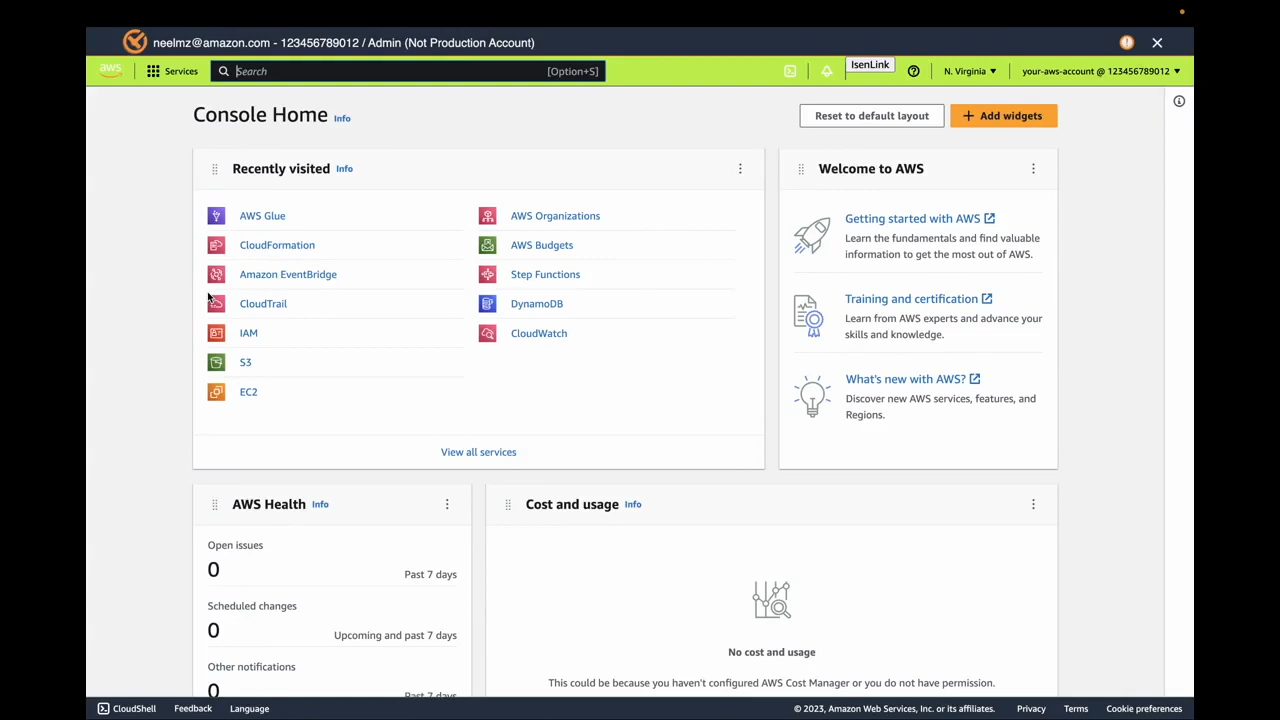 neelmz@amazon.com - 123456789012 / Admin (Not Production Account)
aws
Services
Search
[Option+S]
IsenLink
N. Virginia
your-aws-account @ 123456789012
Console Home Info
Reset to default layout
Add widgets
Recently visited Info
AWS Glue
CloudFormation
Amazon EventBridge
CloudTrail
IAM
S3
EC2
AWS Organizations
AWS Budgets
Step Functions
DynamoDB
CloudWatch
View all services
Welcome to AWS
Getting started with AWS
Learn the fundamentals and find valuable
information to get the most out of AWS.
Training and certification
Learn from AWS experts and advance your
skills and knowledge.
What's new with AWS?
Discover new AWS services, features, and
Regions.
AWS Health Info
Open issues
0
Past 7 days
Scheduled changes
0
Upcoming and past 7 days
Other notifications
0
Past 7 days
Cost and usage Info
No cost and usage
This could be because you haven't configured AWS Cost Manager or you do not have permission.
CloudShell
Feedback
Language
© 2023, Amazon Web Services, Inc. or its affiliates.
Privacy
Terms
Cookie preferences